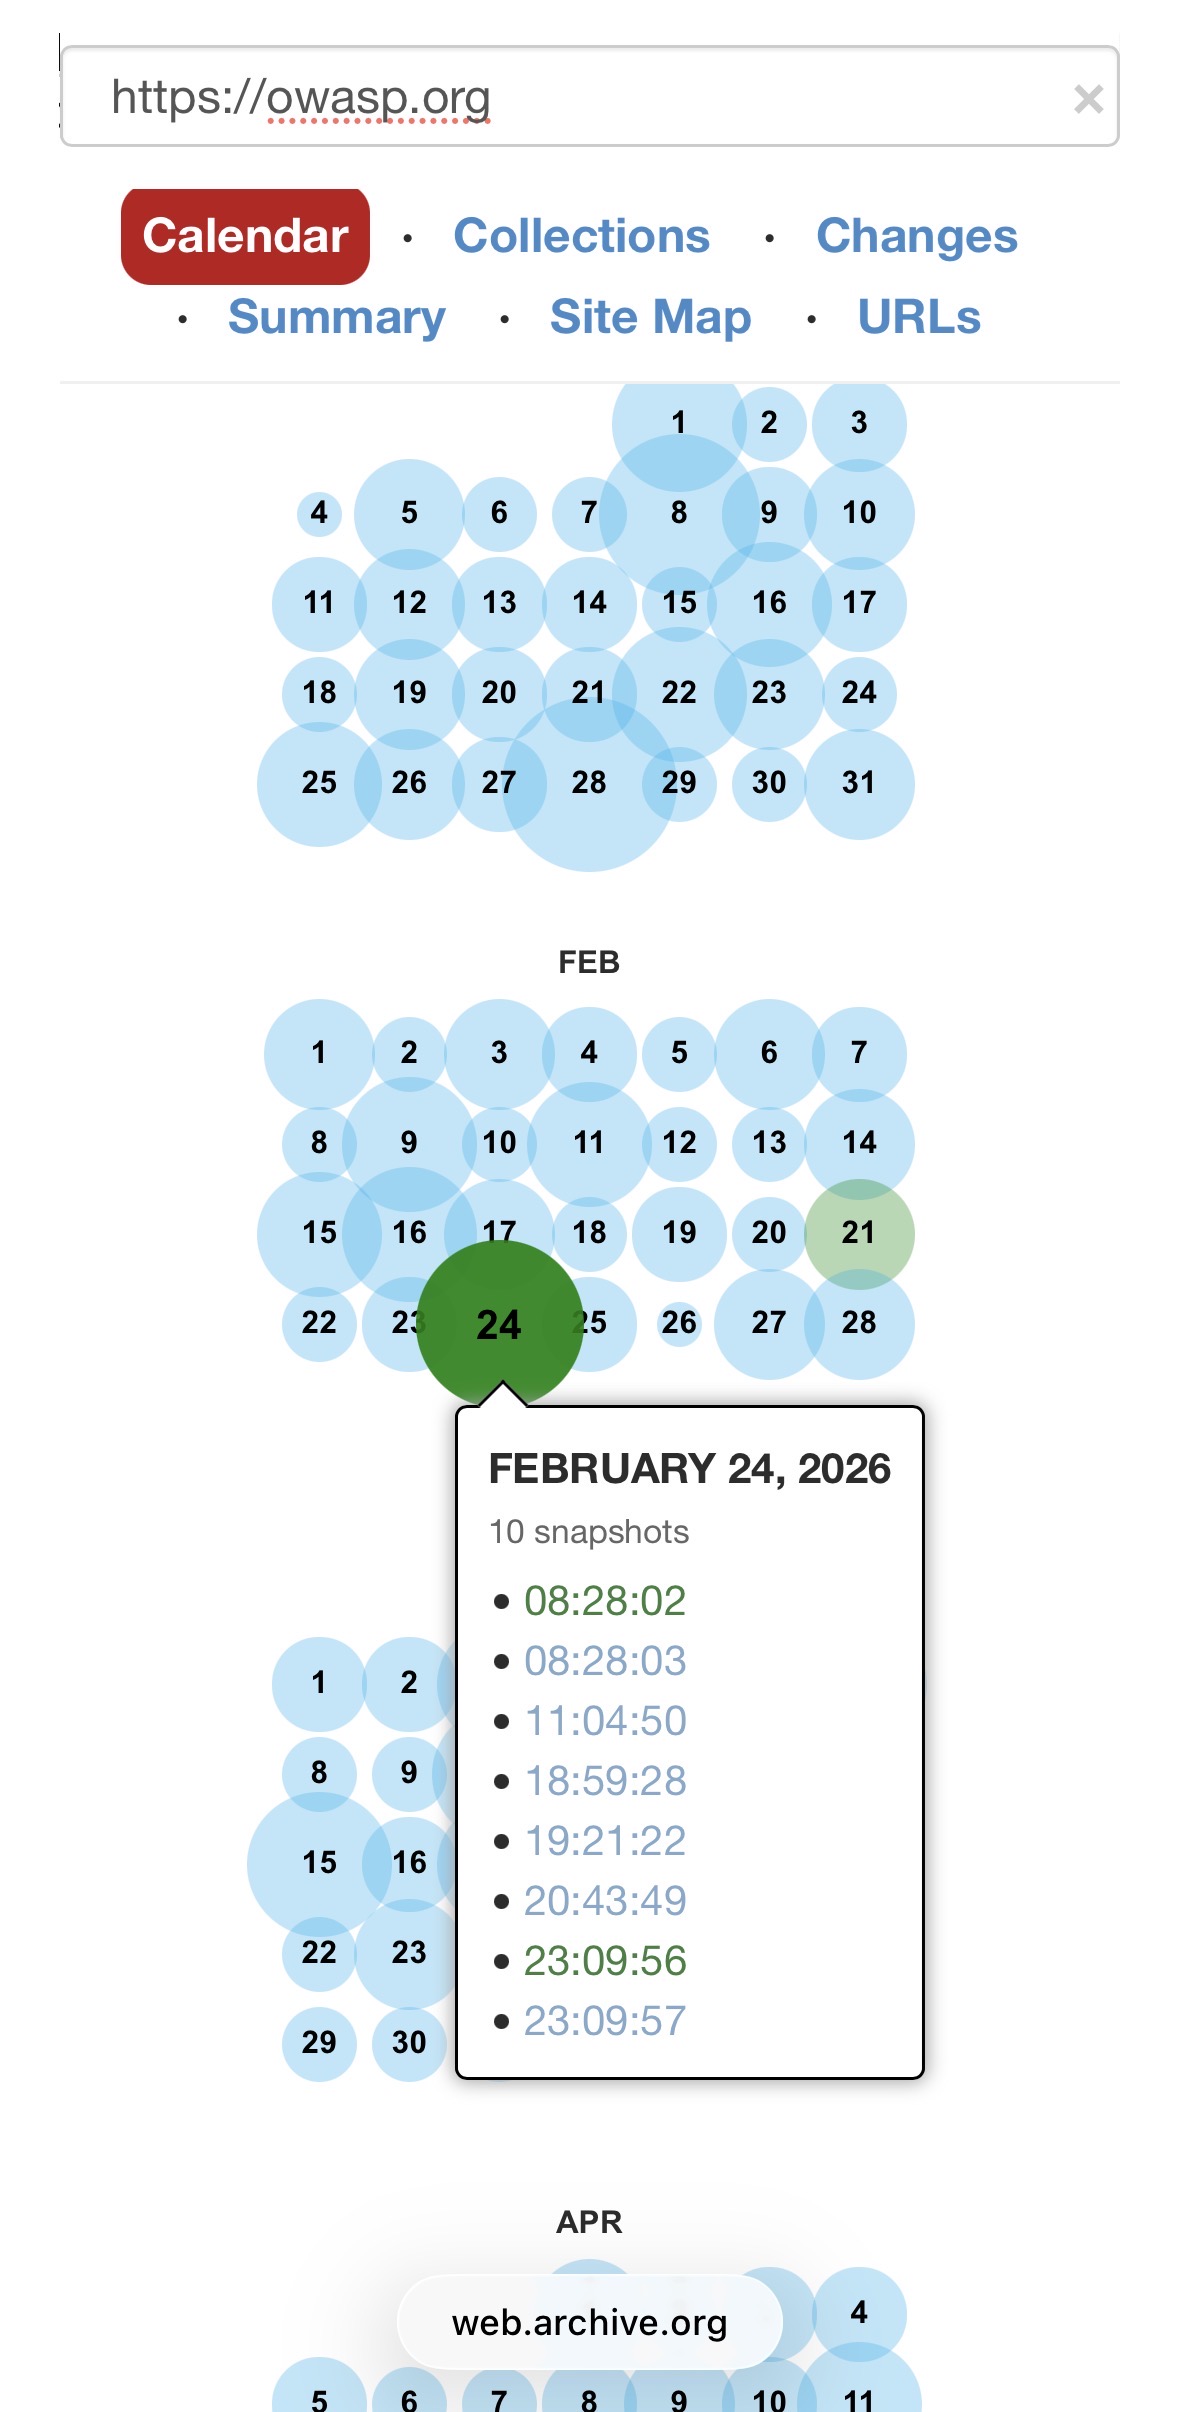 https://owasp.org ×
Calendar · Collections · Changes
· Summary · Site Map · URLs
1 2 3
4 5 6 7 8 9 10
11 12 13 14 15 16 17
18 19 20 21 22 23 24
25 26 27 28 29 30 31
FEB
1 2 3 4 5 6 7
8 9 10 11 12 13 14
15 16 17 18 19 20 21
22 23 24 25 26 27 28
FEBRUARY 24, 2026
10 snapshots
• 08:28:02
• 08:28:03
• 11:04:50
• 18:59:28
• 19:21:22
• 20:43:49
• 23:09:56
• 23:09:57
1 2
8 9
15 16
22 23
29 30
APR
4
web.archive.org
5 6 7 8 9 10 11